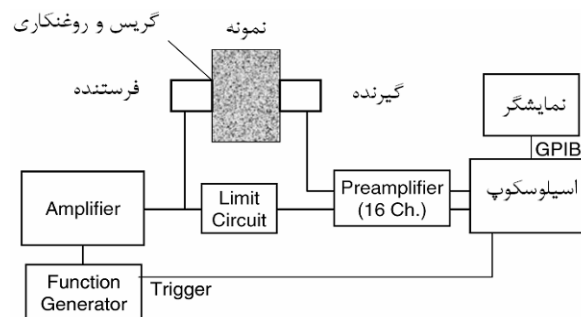 گریس و روغنکاری
نمونه
فرستنده
گیرنده
نمایشگر
GPIB
Amplifier
Limit
Circuit
Preamplifier
(16 Ch.)
اسیلوسکوپ
Function
Generator
Trigger